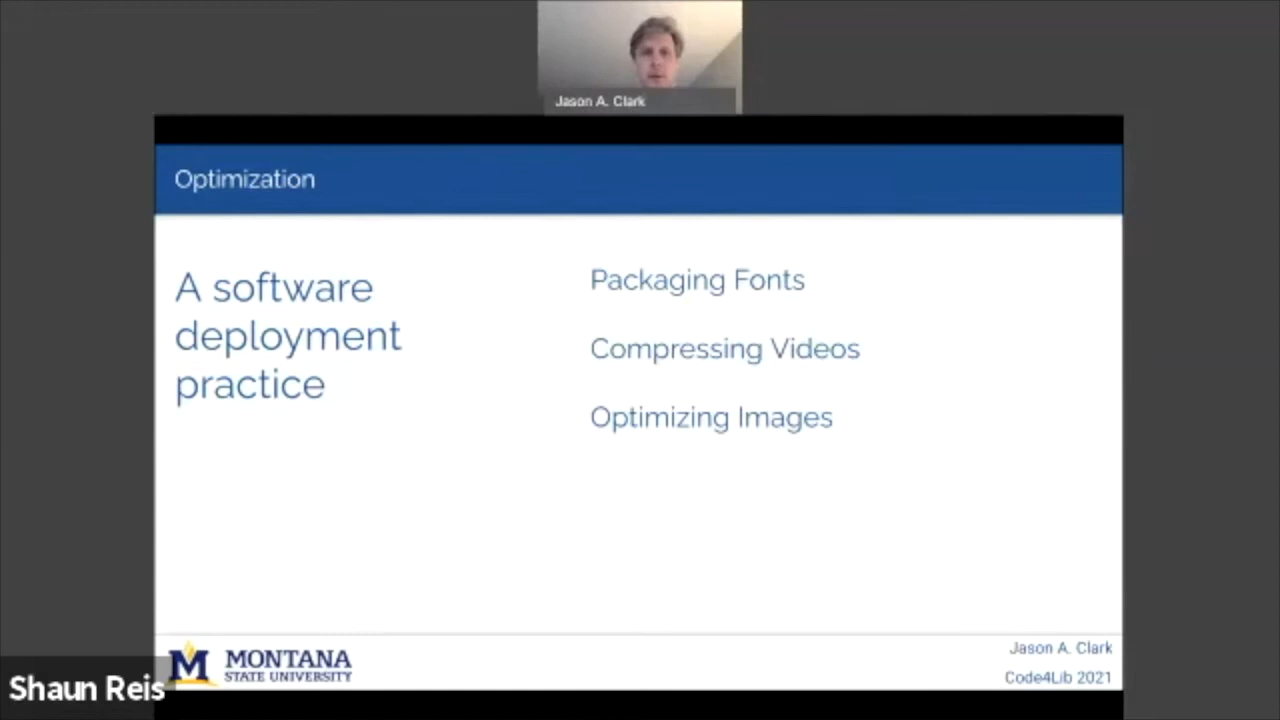 Jason A. Clark
Optimization
A software
deployment
practice
Packaging Fonts
Compressing Videos
Optimizing Images
M MONTANA
STATE UNIVERSITY
Jason A. Clark
Code4Lib 2021
Shaun Reis